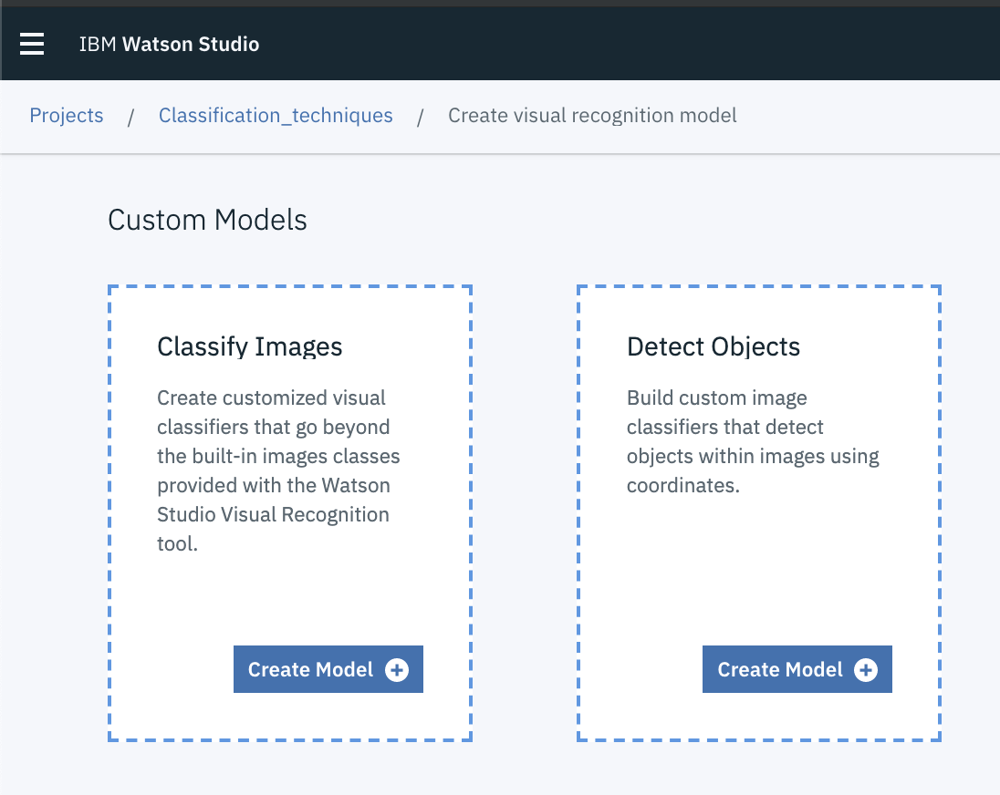 IBM Watson Studio
Projects / Classification_techniques / Create visual recognition model
Custom Models
Classify Images
Create customized visual
classifiers that go beyond
the built-in images classes
provided with the Watson
Studio Visual Recognition
tool.
Create Model
Detect Objects
Build custom image
classifiers that detect
objects within images using
coordinates.
Create Model